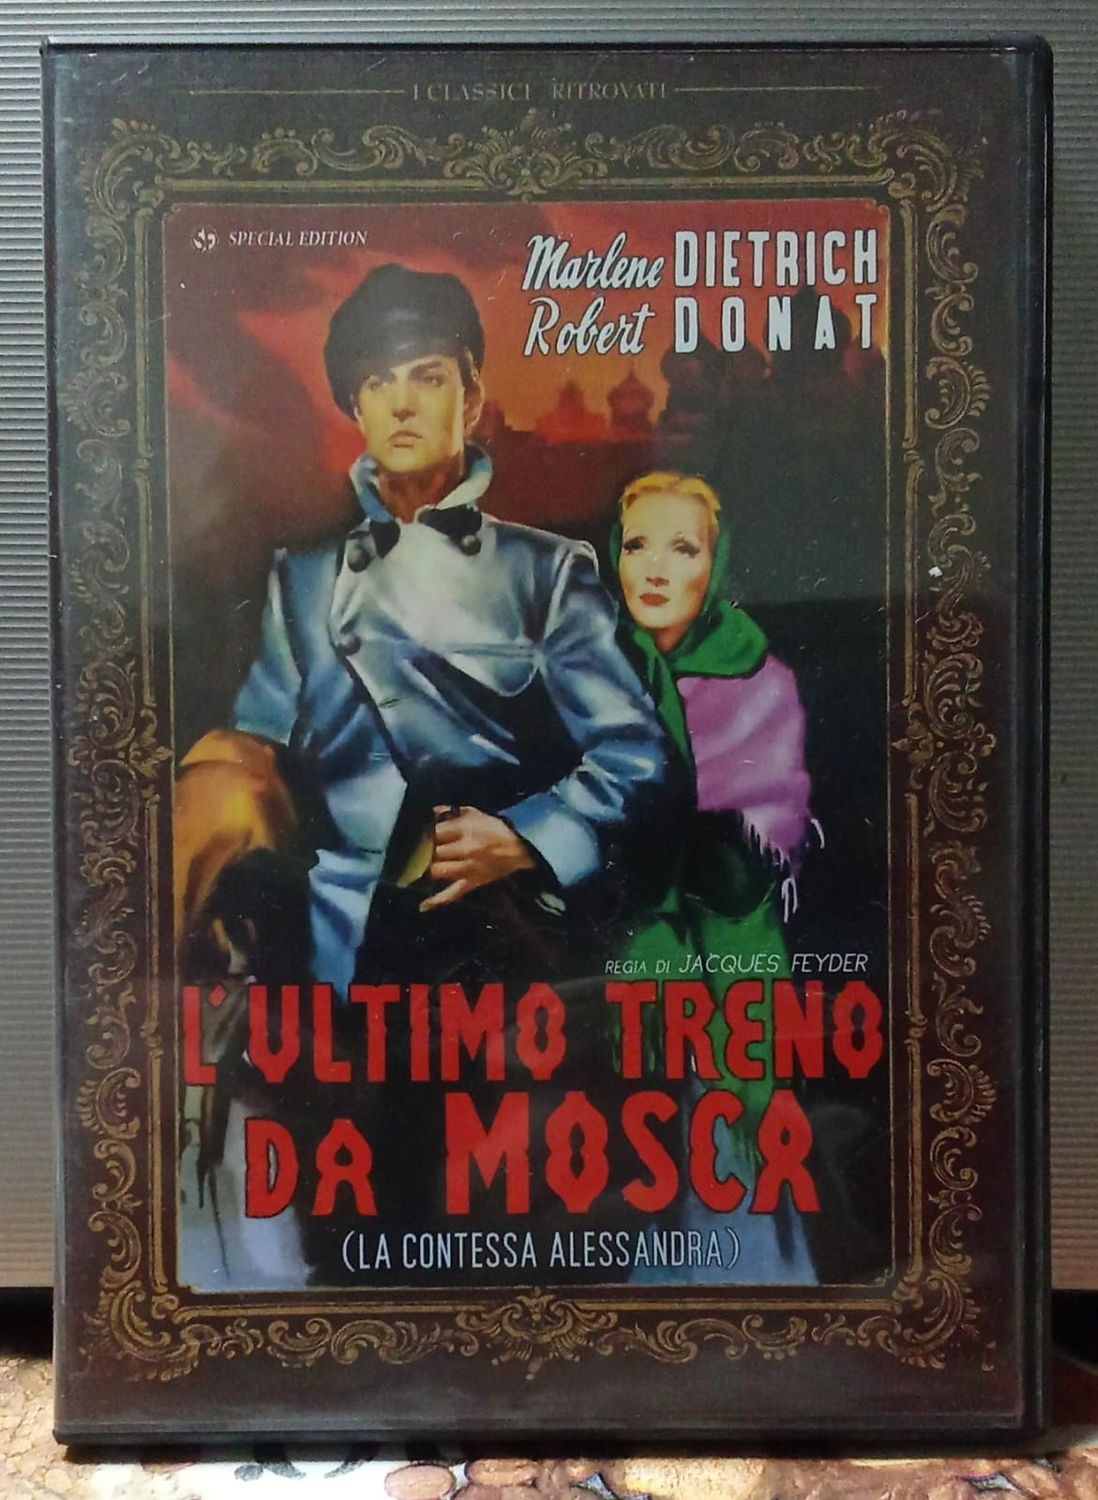 I CLASSICI RITROVATI
SPECIAL EDITION
Marlene DIETRICH
Robert DONAT
REGIA DI JACQUES FEYDER
L'ULTIMO TRENO
DA MOSCA
(LA CONTESSA ALESSANDRA)